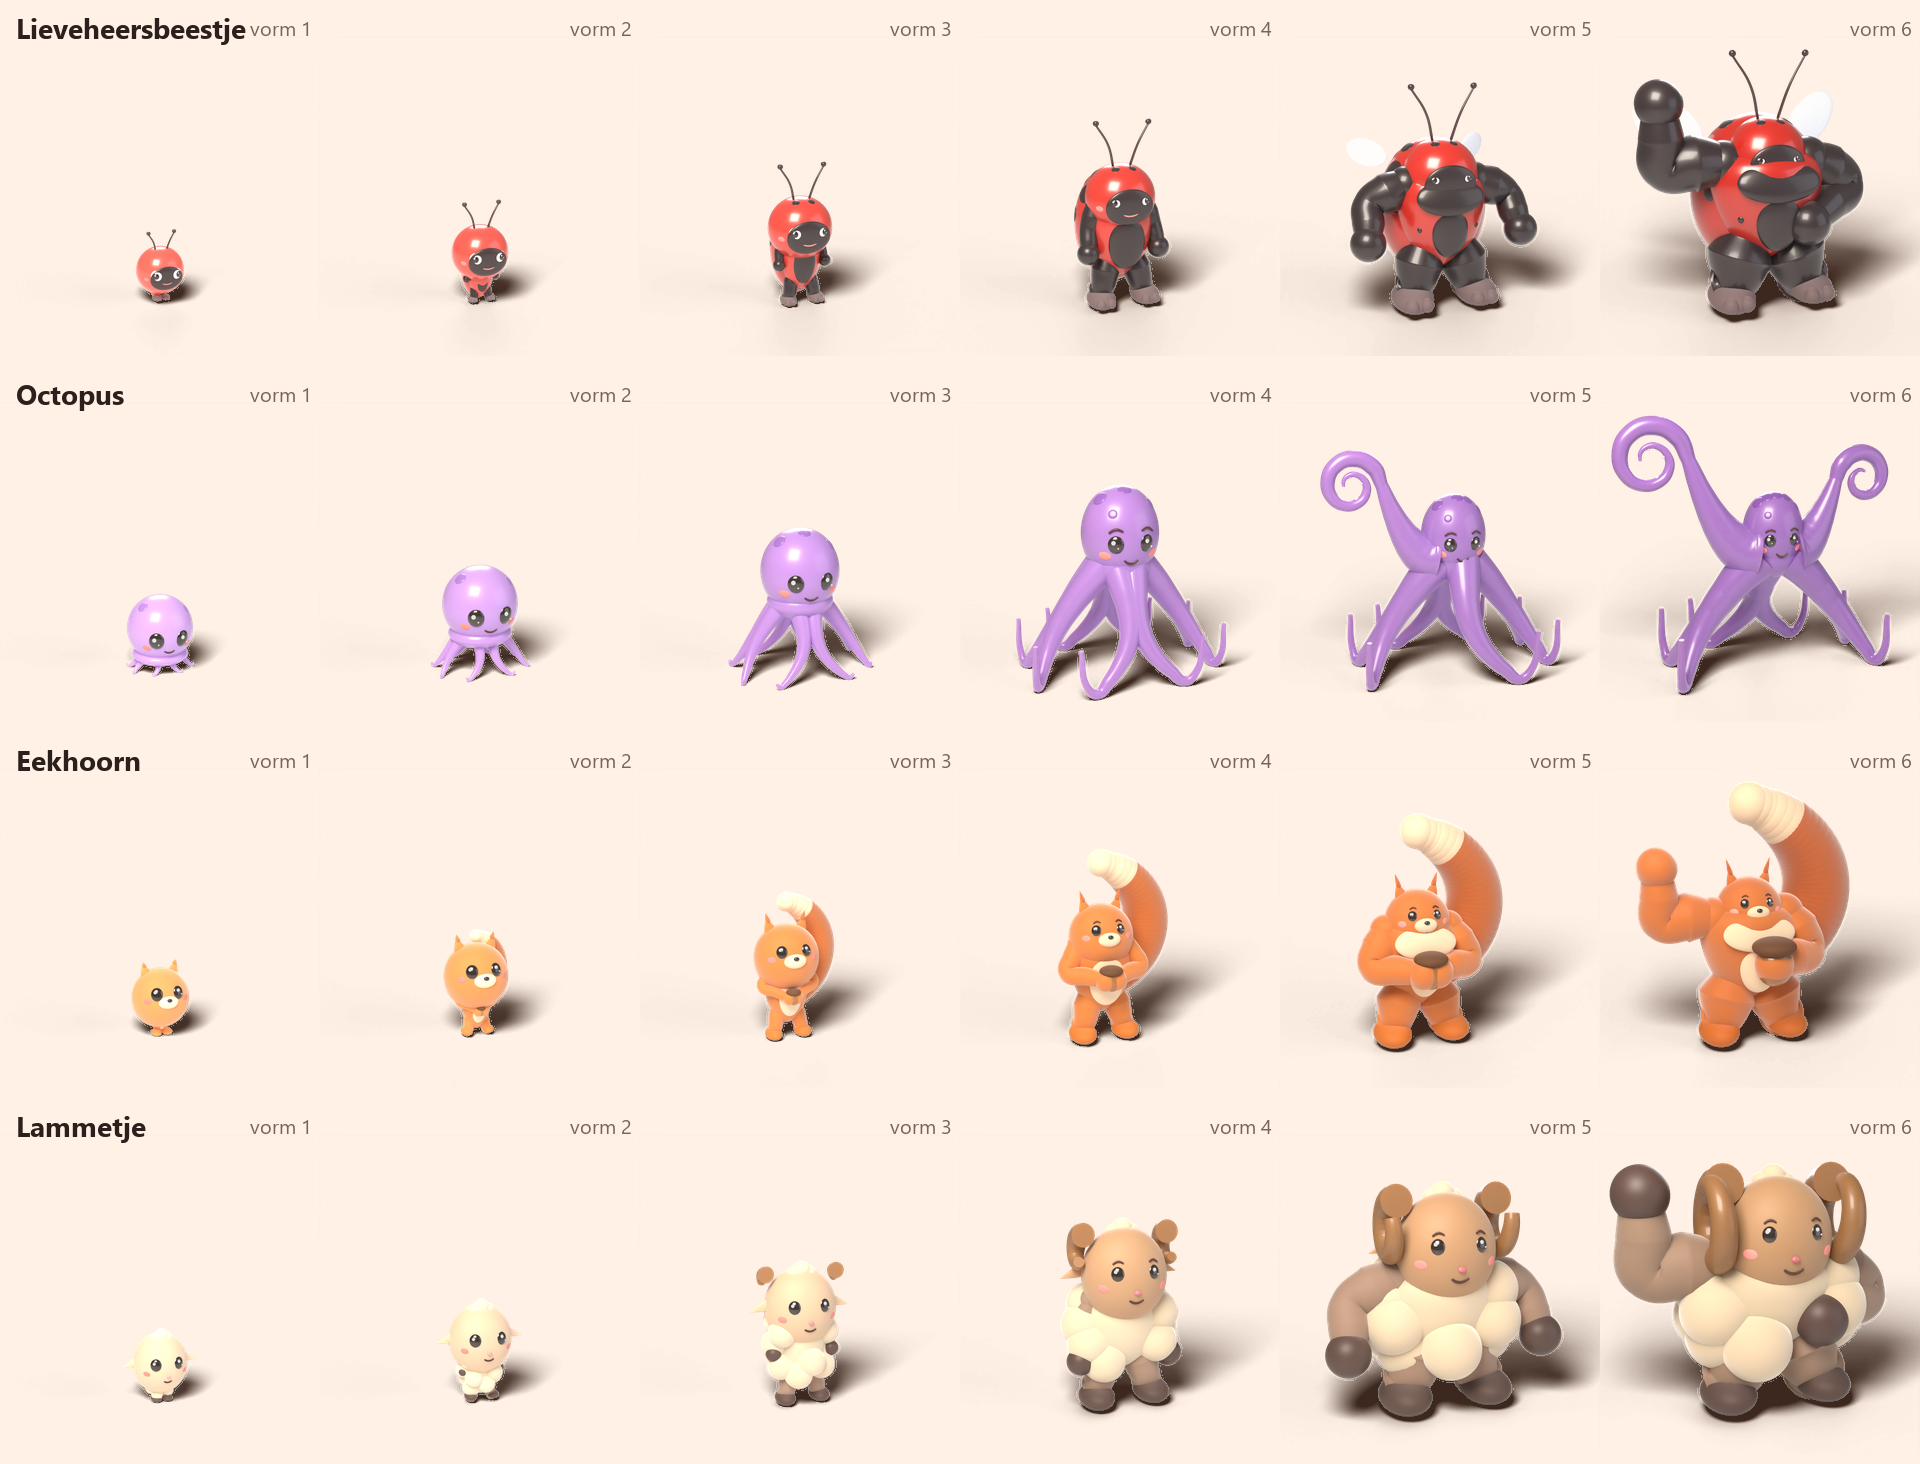 Lieveheersbeestje vorm 1 vorm 2 vorm 3 vorm 4 vorm 5 vorm 6
Octopus vorm 1 vorm 2 vorm 3 vorm 4 vorm 5 vorm 6
Eekhoorn vorm 1 vorm 2 vorm 3 vorm 4 vorm 5 vorm 6
Lammetje vorm 1 vorm 2 vorm 3 vorm 4 vorm 5 vorm 6